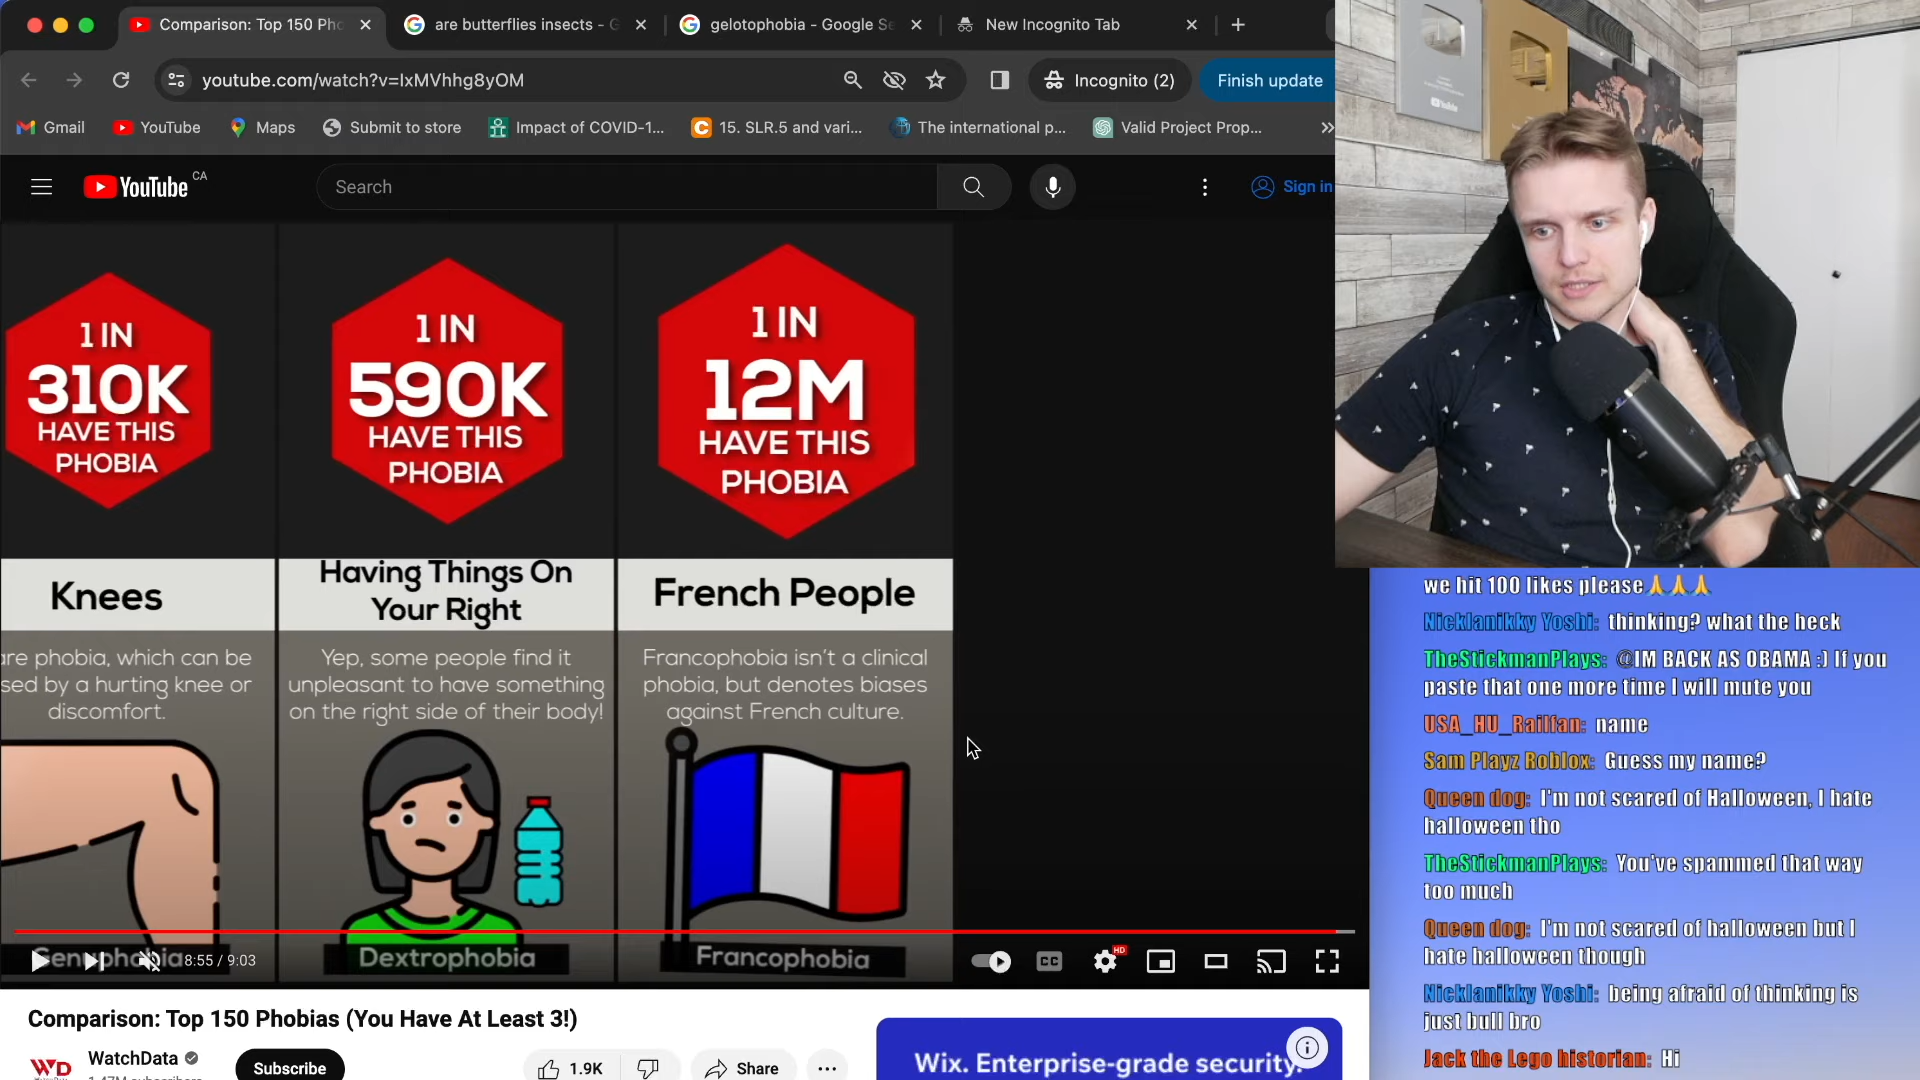 Comparison: Top 150 Pho
are butterflies insects - G
gelotophobia - Google Se
New Incognito Tab
youtube.com/watch?v=IxMVhhg8yOM
Incognito (2)
Finish update
Gmail
YouTube
Maps
Submit to store
Impact of COVID-1...
15. SLR.5 and vari...
The international p...
Valid Project Prop...
YouTube CA
Search
Sign in
1 IN
310K
HAVE THIS
PHOBIA
Knees
are phobia, which can be
sed by a hurting knee or
discomfort.
Genuphobia
1 IN
590K
HAVE THIS
PHOBIA
Having Things On
Your Right
Yep, some people find it
unpleasant to have something
on the right side of their body!
Dextrophobia
1 IN
12M
HAVE THIS
PHOBIA
French People
Francophobia isn't a clinical
phobia, but denotes biases
against French culture.
Francophobia
8:55 / 9:03
CC
HD
Comparison: Top 150 Phobias (You Have At Least 3!)
WD
WatchData
1.47M subscribers
Subscribe
1.9K
Share
Wix. Enterprise-grade security.
we hit 100 likes please🙏🙏🙏
Nicklanikky Yoshi: thinking? what the heck
TheStickmanPlays: @IM BACK AS OBAMA :) If you
paste that one more time I will mute you
USA_HU_Railfan: name
Sam Playz Roblox: Guess my name?
Queen dog: I'm not scared of Halloween, I hate
halloween tho
TheStickmanPlays: You've spammed that way
too much
Queen dog: I'm not scared of halloween but I
hate halloween though
Nicklanikky Yoshi: being afraid of thinking is
just bull bro
Jack the Lego historian: Hi